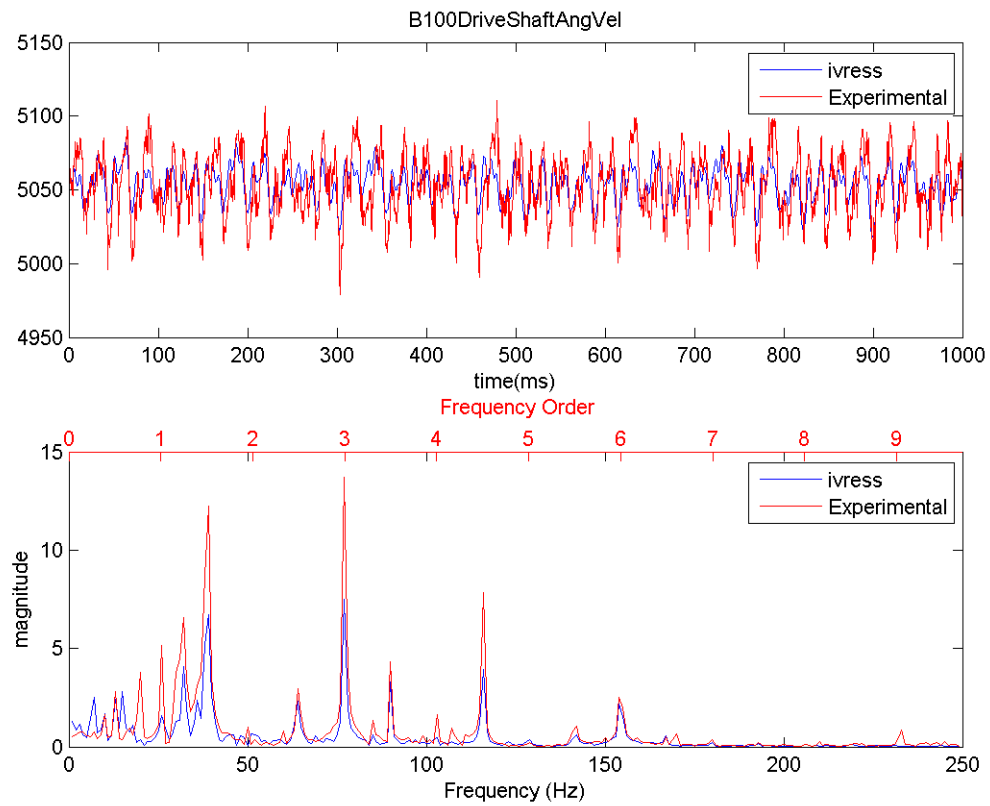 B100DriveShaftAngVel
5150
5100
5050
5000
4950
ivress
Experimental
0 100 200 300 400 500 600 700 800 900 1000
time(ms)
Frequency Order
0 1 2 3 4 5 6 7 8 9
15
10
5
0
magnitude
ivress
Experimental
0 50 100 150 200 250
Frequency (Hz)